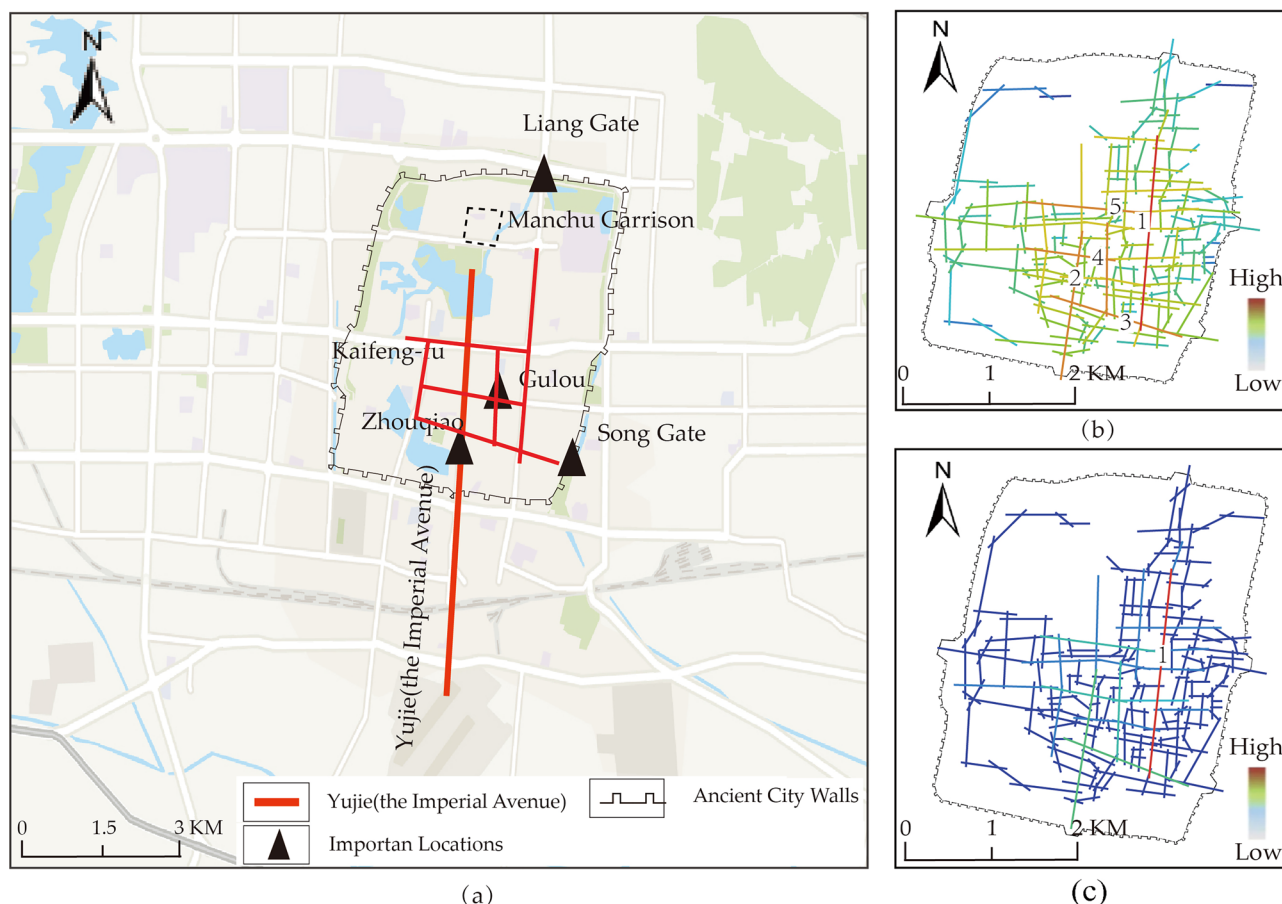 N
Liang Gate
Manchu Garrison
Kaifeng-fu
Gulou
Zhouqiao
Song Gate
Yujie(the Imperial Avenue)
Yujie(the Imperial Avenue)
Ancient City Walls
Importan Locations
0 1.5 3 KM
(a)
N
5
1
4
2
3
High
Low
0 1 2 KM
(b)
N
1
High
Low
0 1 2 KM
(c)